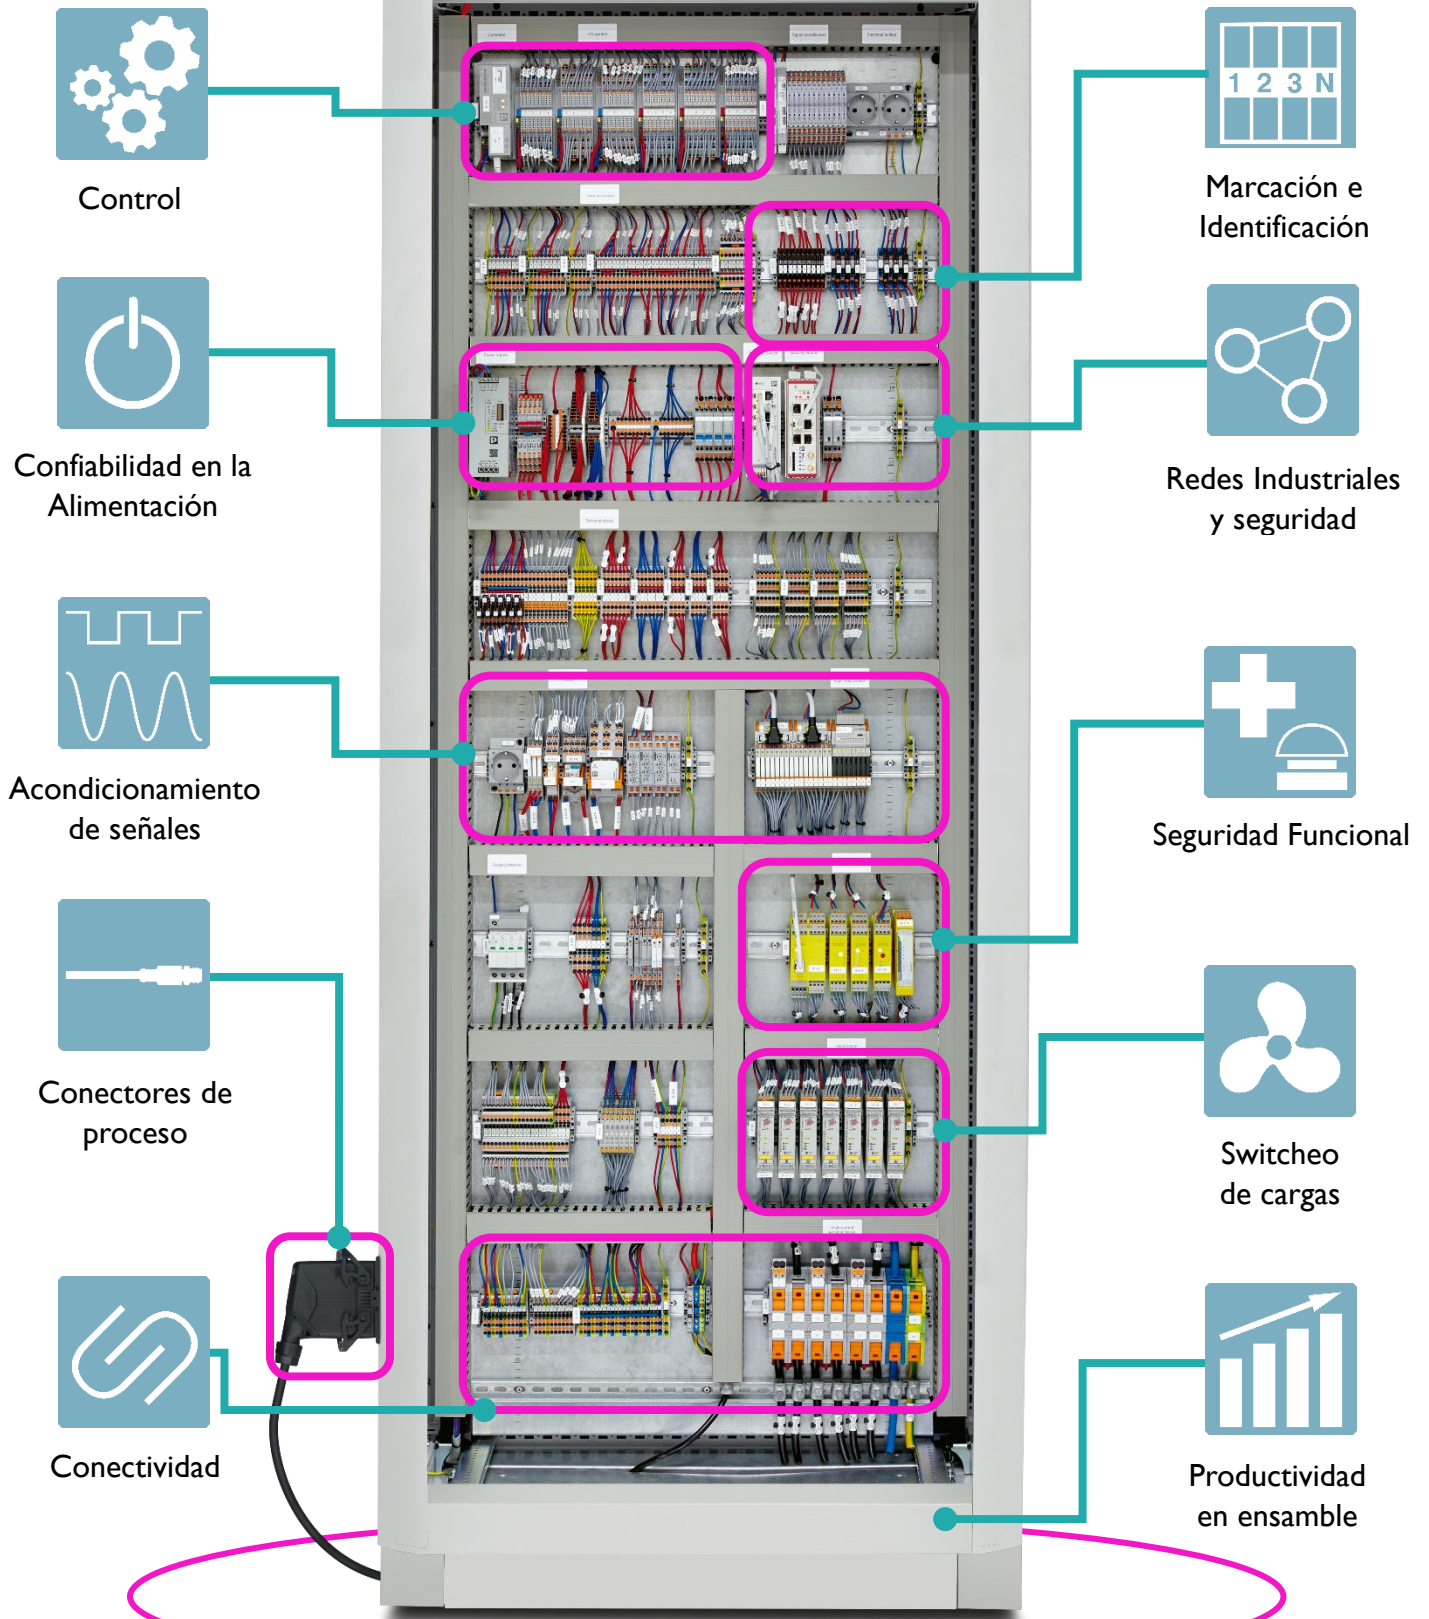 Control
1 2 3 N
Marcación e
Identificación
Confiabilidad en la
Alimentación
Redes Industriales
y seguridad
Acondicionamiento
de señales
Seguridad Funcional
Conectores de
proceso
Switcheo
de cargas
Conectividad
Productividad
en ensamble